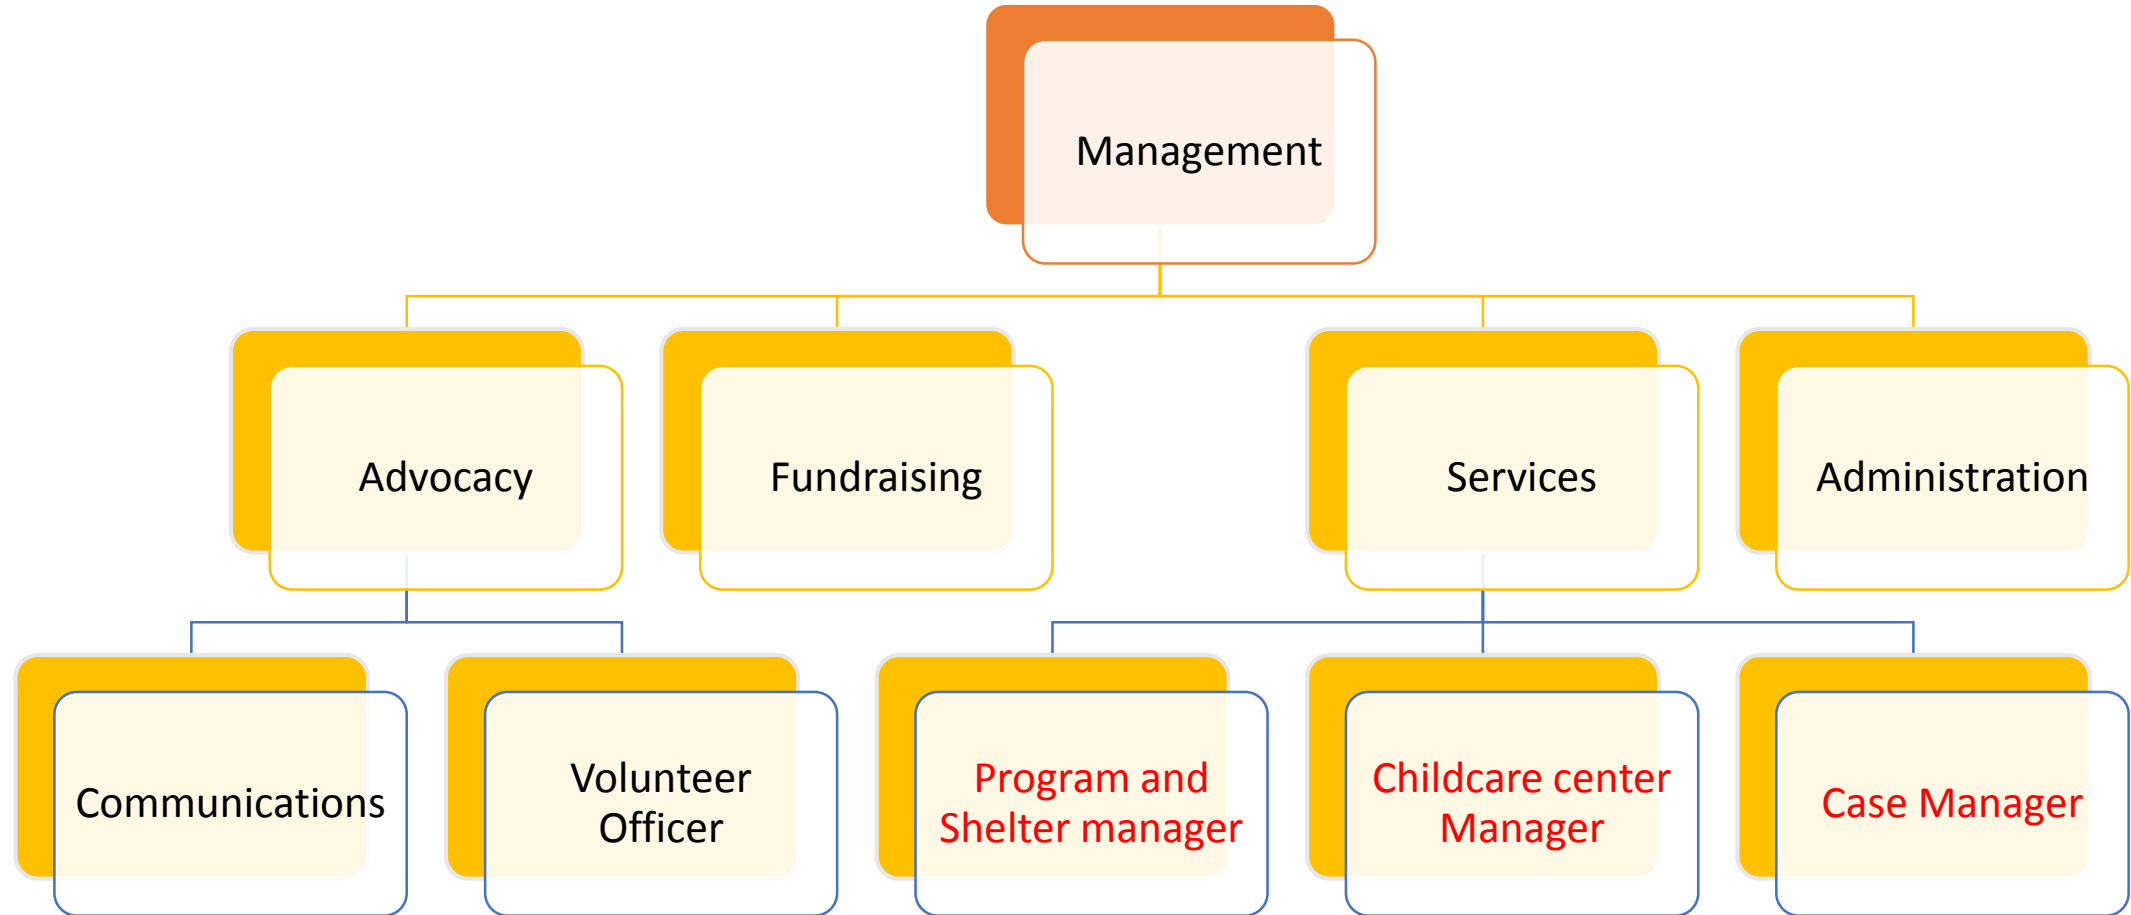 Management
Advocacy
Fundraising
Services
Administration
Communications
Volunteer
Officer
Program and
Shelter manager
Childcare center
Manager
Case Manager